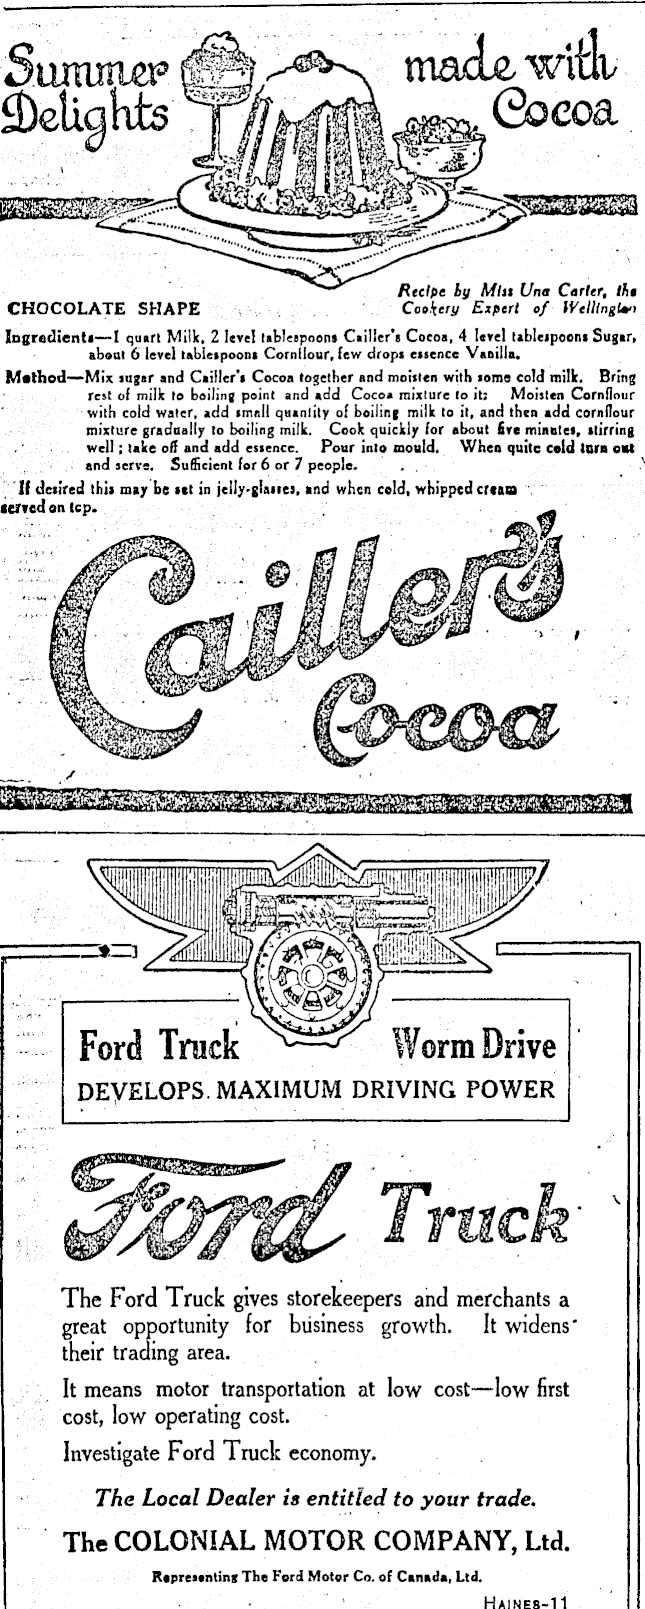 Summer Delights made with Cocoa
CHOCOLATE SHAPE
Recipe by Miss Una Carter, the
Cookery Expert of Wellington
Ingredients—1 quart Milk, 2 level tablespoons Cailler's Cocoa, 4 level tablespoons Sugar,
about 6 level tablespoons Cornflour, few drops essence Vanilla.
Method—Mix sugar and Cailler's Cocoa together and moisten with some cold milk. Bring
rest of milk to boiling point and add Cocoa mixture to it; Moisten Cornflour
with cold water, add small quantity of boiling milk to it, and then add cornflour
mixture gradually to boiling milk. Cook quickly for about five minutes, stirring
well; take off and add essence. Pour into mould. When quite cold turn out
and serve. Sufficient for 6 or 7 people.
If desired this may be set in jelly-glasses, and when cold, whipped cream
served on top.
Cailler's
Cocoa
Ford Truck Worm Drive
DEVELOPS MAXIMUM DRIVING POWER
Ford Truck
The Ford Truck gives storekeepers and merchants a
great opportunity for business growth. It widens
their trading area.
It means motor transportation at low cost—low first
cost, low operating cost.
Investigate Ford Truck economy.
The Local Dealer is entitled to your trade.
The COLONIAL MOTOR COMPANY, Ltd.
Representing The Ford Motor Co. of Canada, Ltd.
HAINES-11